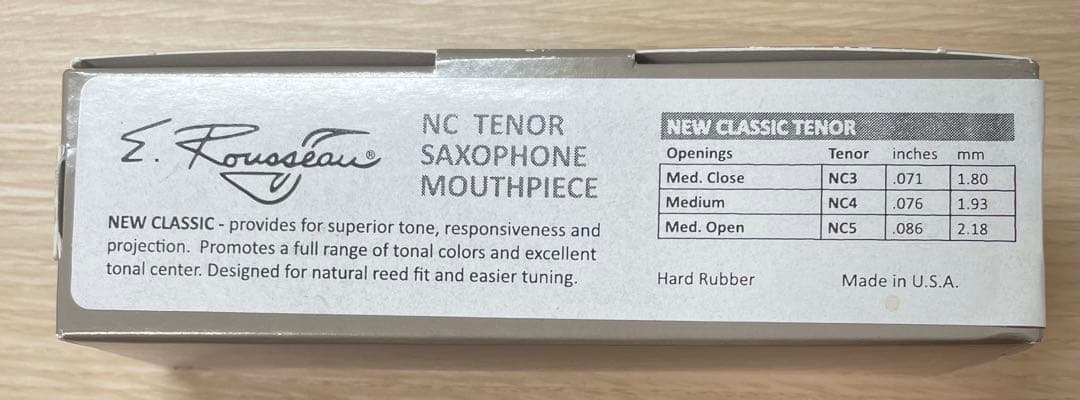 E. Rousseau®
NC TENOR
SAXOPHONE
MOUTHPIECE
NEW CLASSIC - provides for superior tone, responsiveness and
projection. Promotes a full range of tonal colors and excellent
tonal center. Designed for natural reed fit and easier tuning.
NEW CLASSIC TENOR
Openings Tenor inches mm
Med. Close NC3 .071 1.80
Medium NC4 .076 1.93
Med. Open NC5 .086 2.18
Hard Rubber Made in U.S.A.